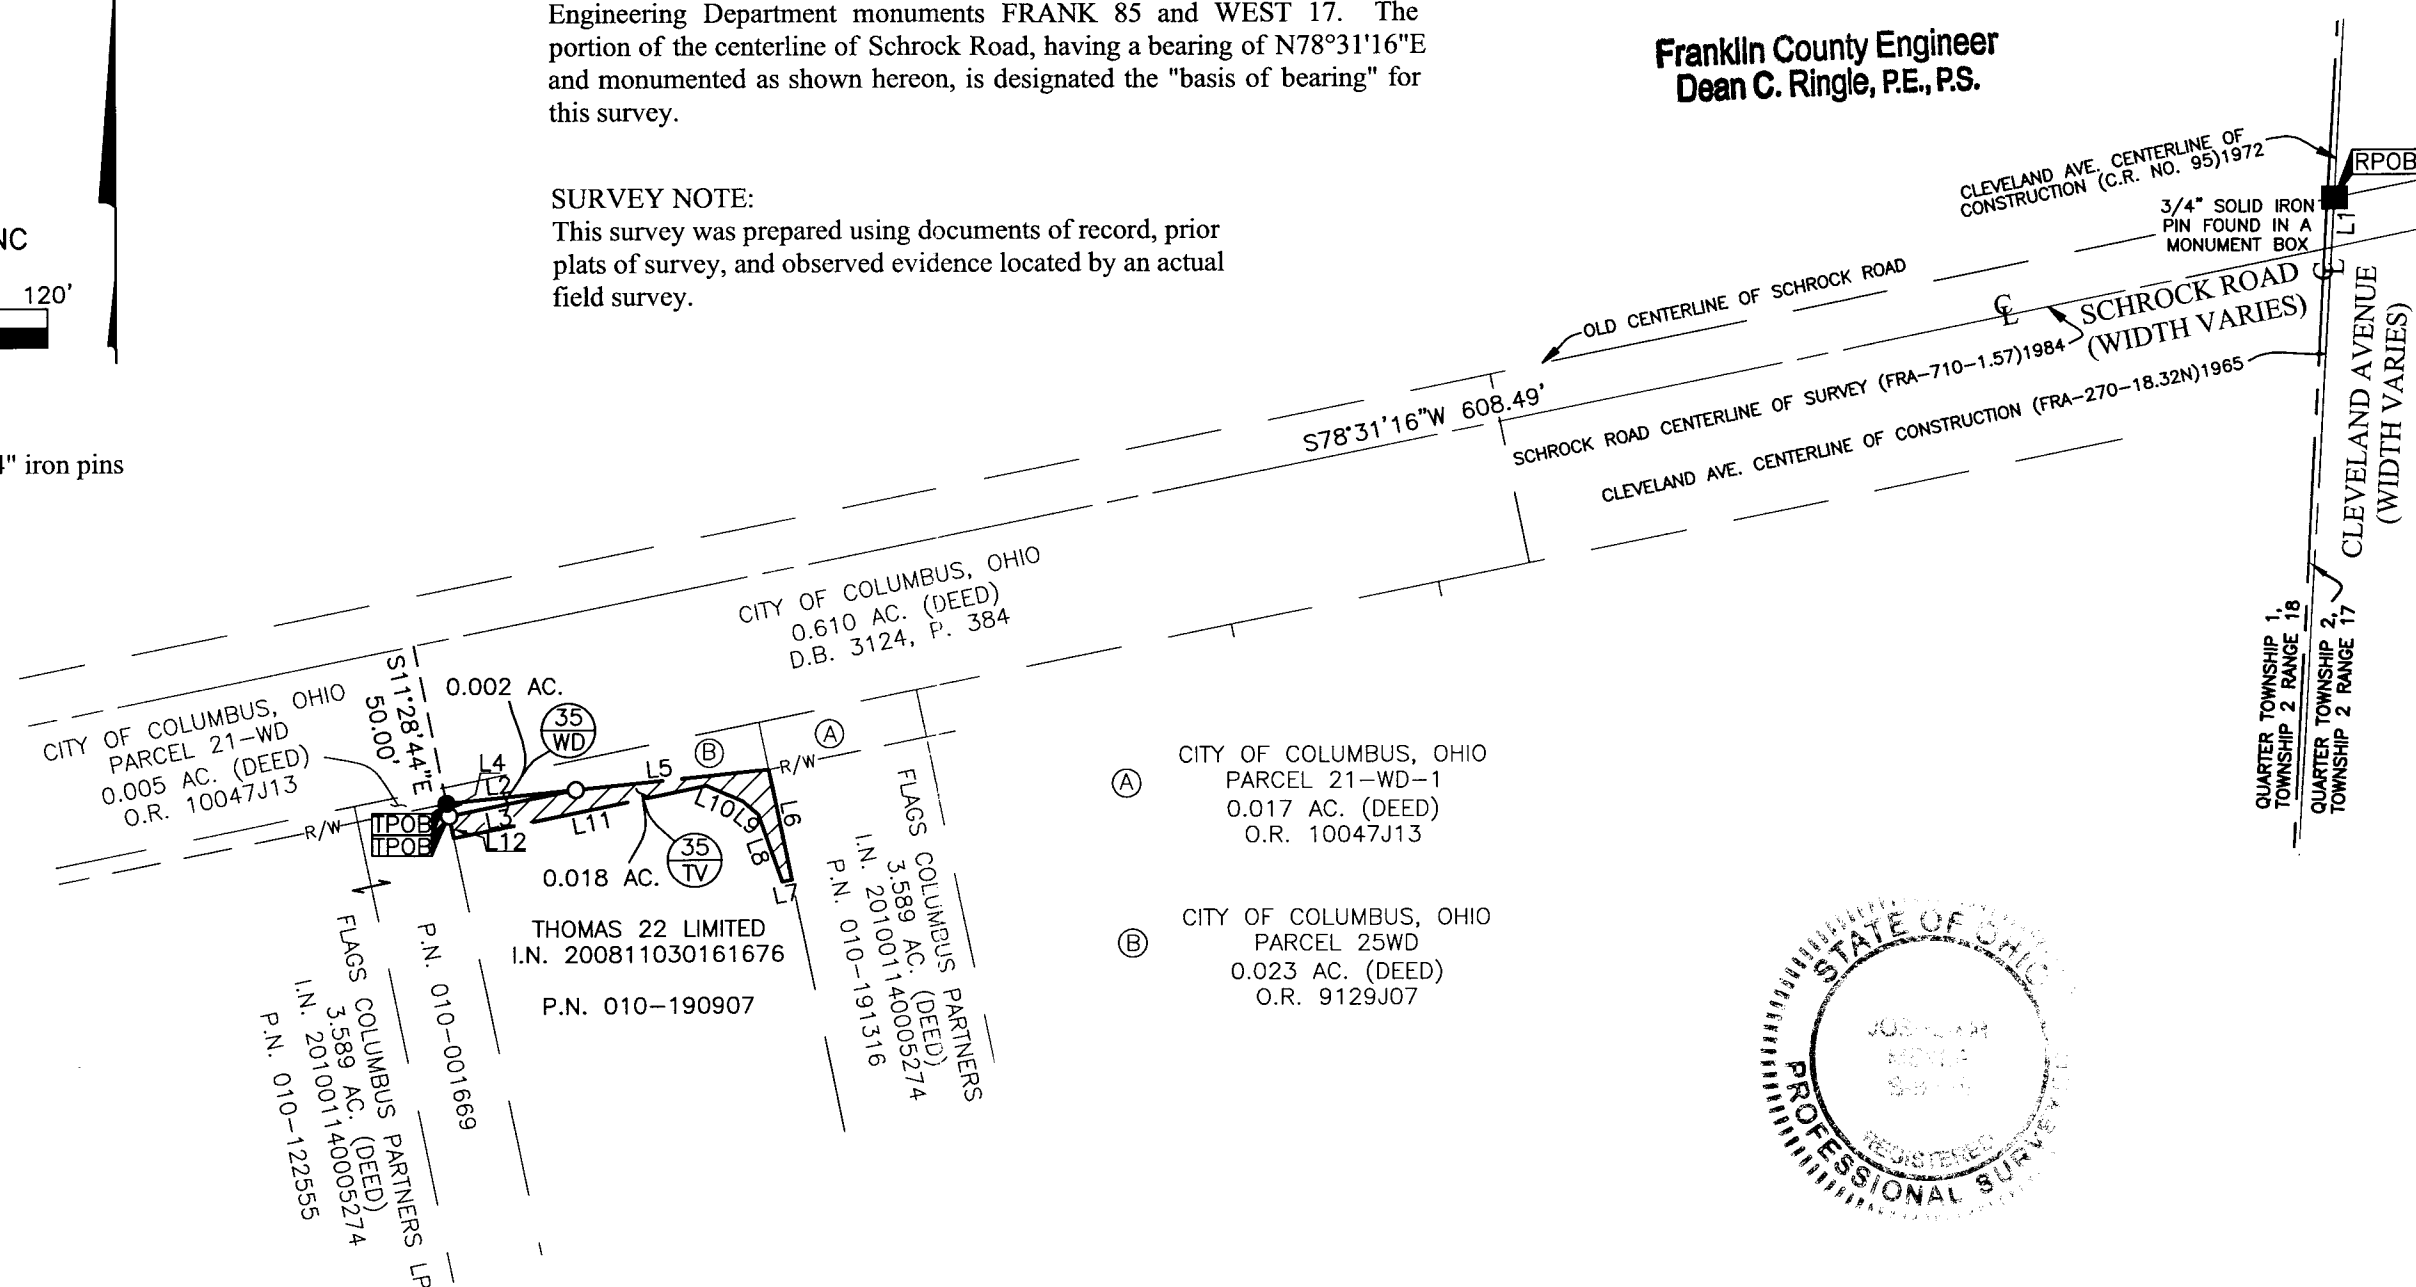 Engineering Department monuments FRANK 85 and WEST 17. The
portion of the centerline of Schrock Road, having a bearing of N78°31'16"E
and monumented as shown hereon, is designated the "basis of bearing" for
this survey.
SURVEY NOTE:
This survey was prepared using documents of record, prior
plats of survey, and observed evidence located by an actual
field survey.
Franklin County Engineer
Dean C. Ringle, P.E., P.S.
120'
iron pins
CLEVELAND AVE. CENTERLINE OF
CONSTRUCTION (C.R. NO. 95)1972
RPOB
3/4" SOLID IRON
PIN FOUND IN A
MONUMENT BOX
L1
OLD CENTERLINE OF SCHROCK ROAD
SCHROCK ROAD
(WIDTH VARIES)
S78°31'16"W 608.49'
SCHROCK ROAD CENTERLINE OF SURVEY (FRA-710-1.57)1984
CLEVELAND AVE. CENTERLINE OF CONSTRUCTION (FRA-270-18.32N)1965
CLEVELAND AVENUE
(WIDTH VARIES)
QUARTER TOWNSHIP 1,
TOWNSHIP 2 RANGE 18
QUARTER TOWNSHIP 2,
TOWNSHIP 2 RANGE 17
CITY OF COLUMBUS, OHIO
0.610 AC. (DEED)
D.B. 3124, P. 384
CITY OF COLUMBUS, OHIO
PARCEL 21-WD
0.005 AC. (DEED)
O.R. 10047J13
S11°28'44"E
50.00'
0.002 AC.
35
WD
L4
L2
L3
L12
L11
L5
B
A
R/W
R/W
TPOB
TPOB
L10
L9
L8
L6
L7
0.018 AC.
35
TV
THOMAS 22 LIMITED
I.N. 200811030161676
P.N. 010-190907
P.N. 010-001669
FLAGS COLUMBUS PARTNERS LP
3.589 AC. (DEED)
I.N. 201001140005274
P.N. 010-122555
FLAGS COLUMBUS PARTNERS
3.589 AC. (DEED)
I.N. 201001140005274
P.N. 010-191316
A
CITY OF COLUMBUS, OHIO
PARCEL 21-WD-1
0.017 AC. (DEED)
O.R. 10047J13
B
CITY OF COLUMBUS, OHIO
PARCEL 25WD
0.023 AC. (DEED)
O.R. 9129J07
STATE OF OHIO
REGISTERED
PROFESSIONAL SURVEYOR